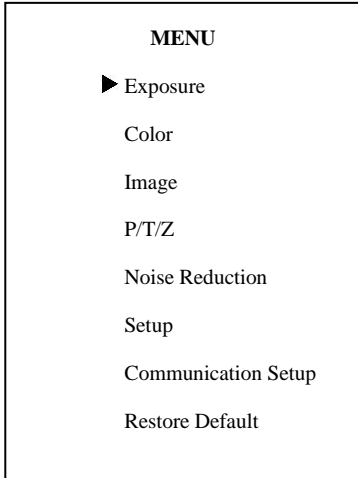 MENU
Exposure
Color
Image
P/T/Z
Noise Reduction
Setup
Communication Setup
Restore Default